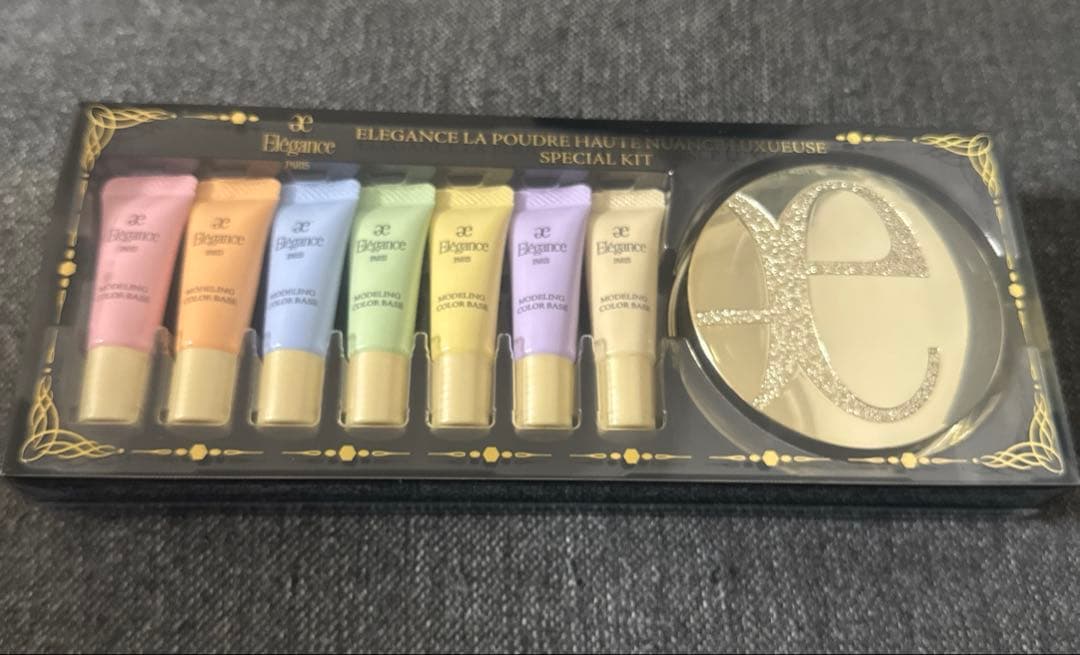 æ
Elégance
PARIS
ELEGANCE LA POUDRE HAUTE NUANCE LUXUEUSE
SPECIAL KIT
æ
Elégance
PARIS
MODELING
COLOR BASE
æ
Elégance
PARIS
MODELING
COLOR BASE
æ
Elégance
PARIS
MODELING
COLOR BASE
æ
Elégance
PARIS
MODELING
COLOR BASE
æ
Elégance
PARIS
MODELING
COLOR BASE
æ
Elégance
PARIS
MODELING
COLOR BASE
æ
Elégance
PARIS
MODELING
COLOR BASE
æ